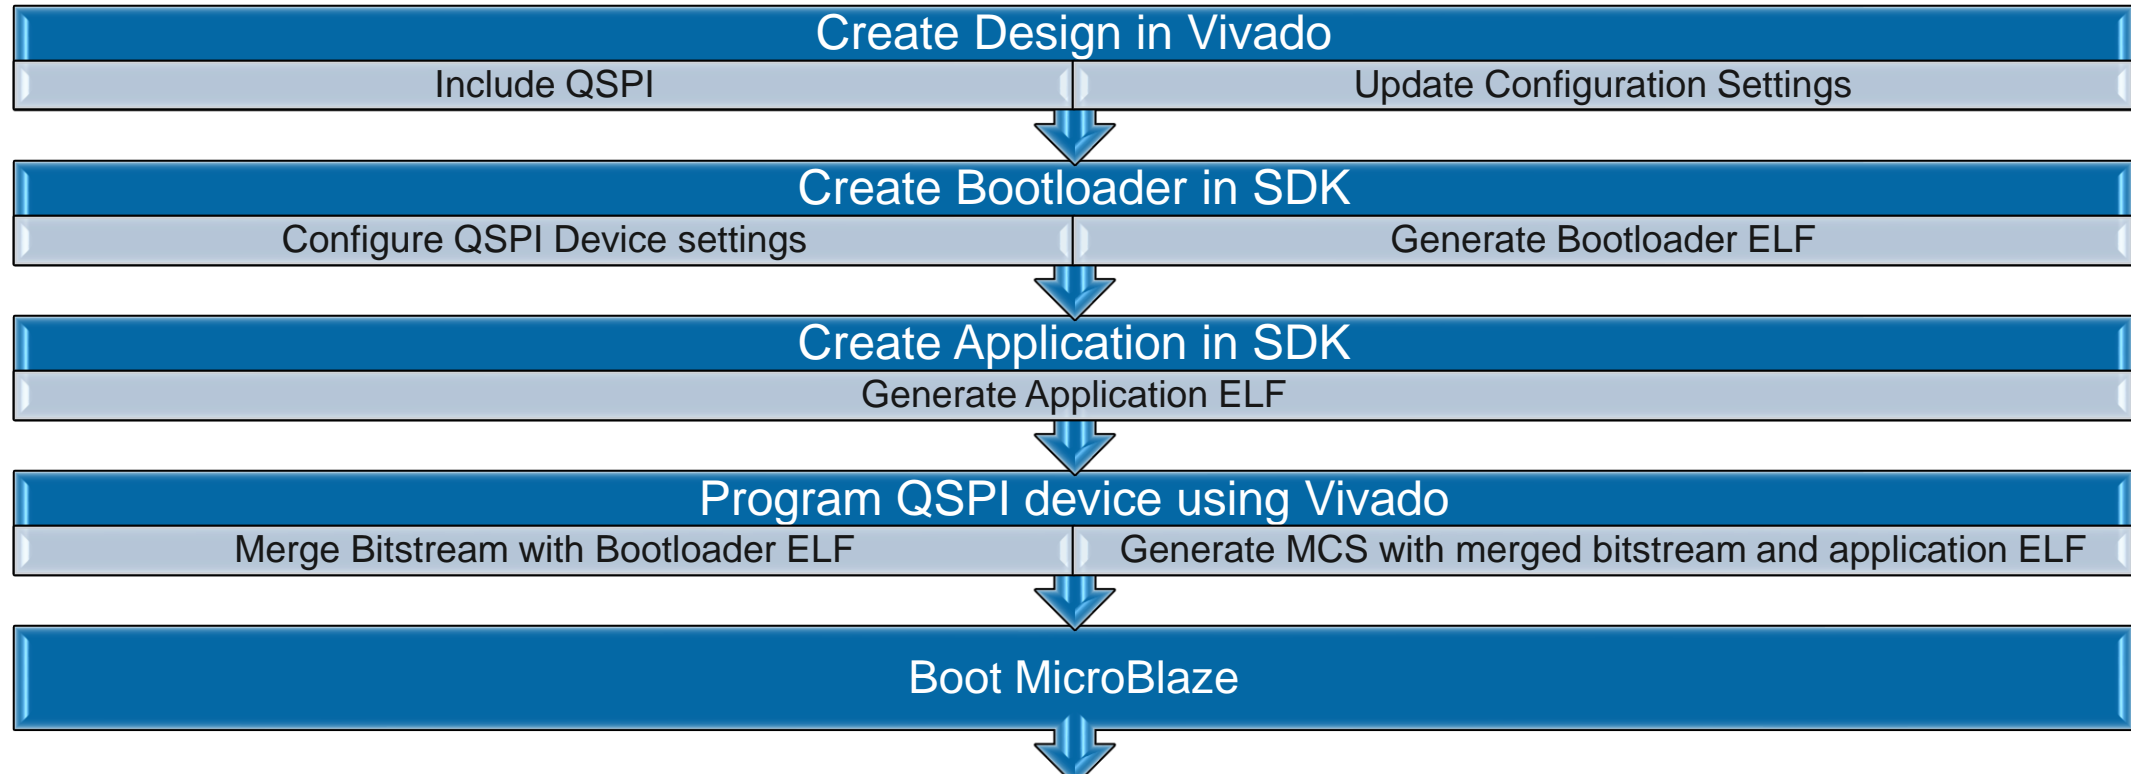 Create Design in Vivado
Include QSPI
Update Configuration Settings
Create Bootloader in SDK
Configure QSPI Device settings
Generate Bootloader ELF
Create Application in SDK
Generate Application ELF
Program QSPI device using Vivado
Merge Bitstream with Bootloader ELF
Generate MCS with merged bitstream and application ELF
Boot MicroBlaze